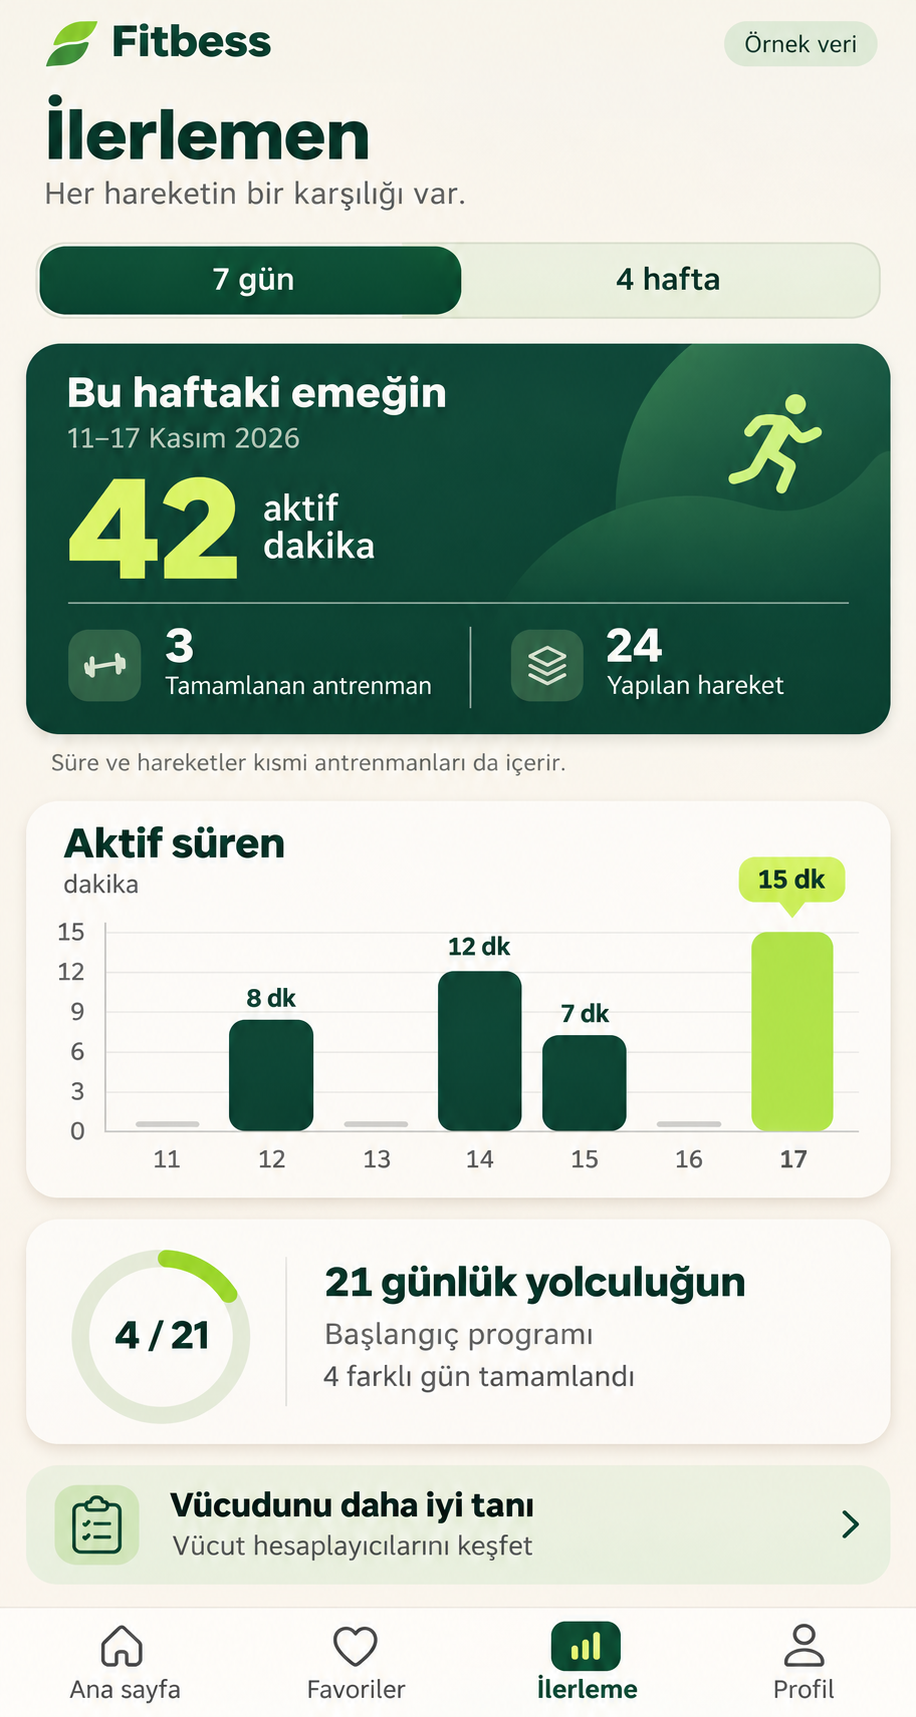 Fitbess
Örnek veri
İlerlemen
Her hareketin bir karşılığı var.
7 gün
4 hafta
Bu haftaki emeğin
11–17 Kasım 2026
42
aktif
dakika
3
Tamamlanan antrenman
24
Yapılan hareket
Süre ve hareketler kısmi antrenmanları da içerir.
Aktif süren
dakika
15
12
9
6
3
0
8 dk
12 dk
7 dk
15 dk
11
12
13
14
15
16
17
4 / 21
21 günlük yolculuğun
Başlangıç programı
4 farklı gün tamamlandı
Vücudunu daha iyi tanı
Vücut hesaplayıcılarını keşfet
Ana sayfa
Favoriler
İlerleme
Profil